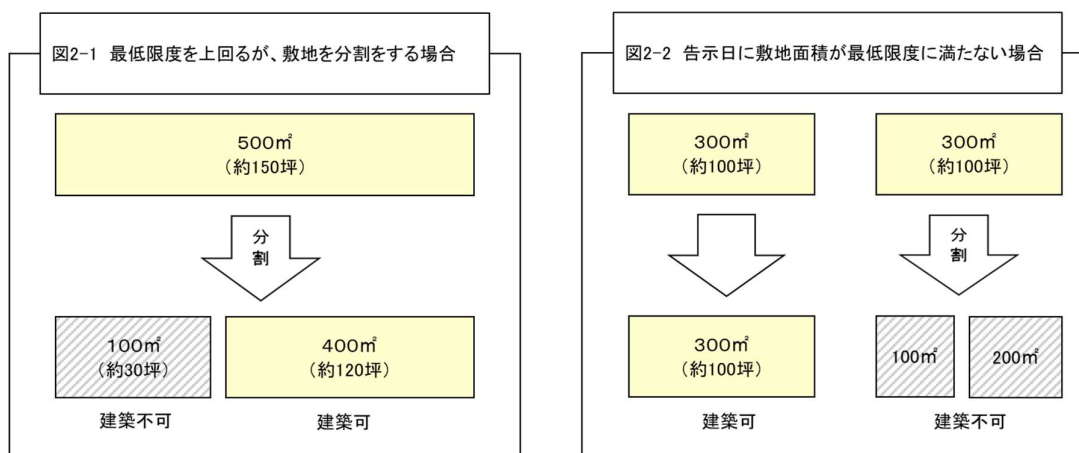 図2-1 最低限度を上回るが、敷地を分割をする場合
500㎡
(約150坪)
分
割
100㎡
(約30坪)
400㎡
(約120坪)
建築不可
建築可
図2-2 告示日に敷地面積が最低限度に満たない場合
300㎡
(約100坪)
300㎡
(約100坪)
分
割
300㎡
(約100坪)
100㎡
200㎡
建築可
建築不可